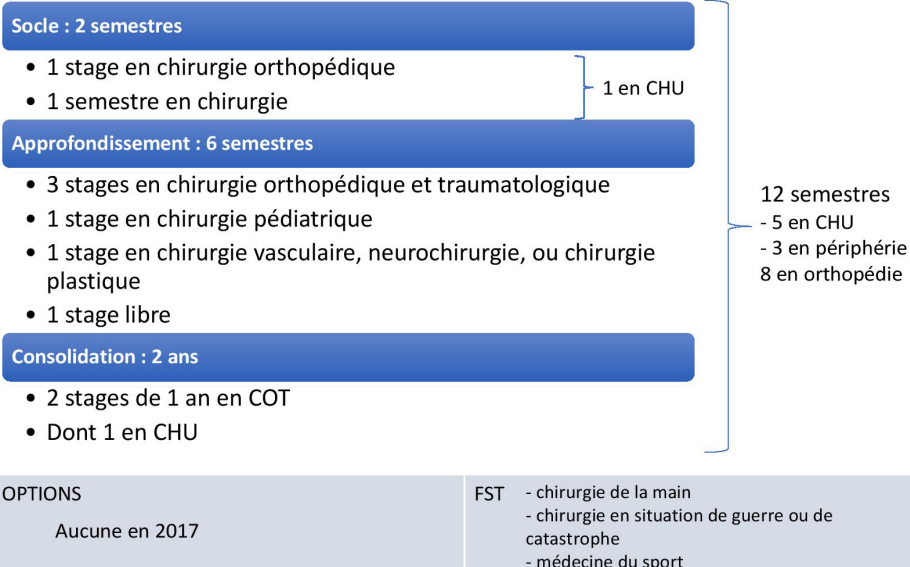 Socle : 2 semestres
• 1 stage en chirurgie orthopédique
• 1 semestre en chirurgie
1 en CHU
Approfondissement : 6 semestres
• 3 stages en chirurgie orthopédique et traumatologique
• 1 stage en chirurgie pédiatrique
• 1 stage en chirurgie vasculaire, neurochirurgie, ou chirurgie
plastique
• 1 stage libre
Consolidation : 2 ans
• 2 stages de 1 an en COT
• Dont 1 en CHU
12 semestres
- 5 en CHU
- 3 en périphérie
8 en orthopédie
OPTIONS
Aucune en 2017
FST
- chirurgie de la main
- chirurgie en situation de guerre ou de
catastrophe
- médecine du sport